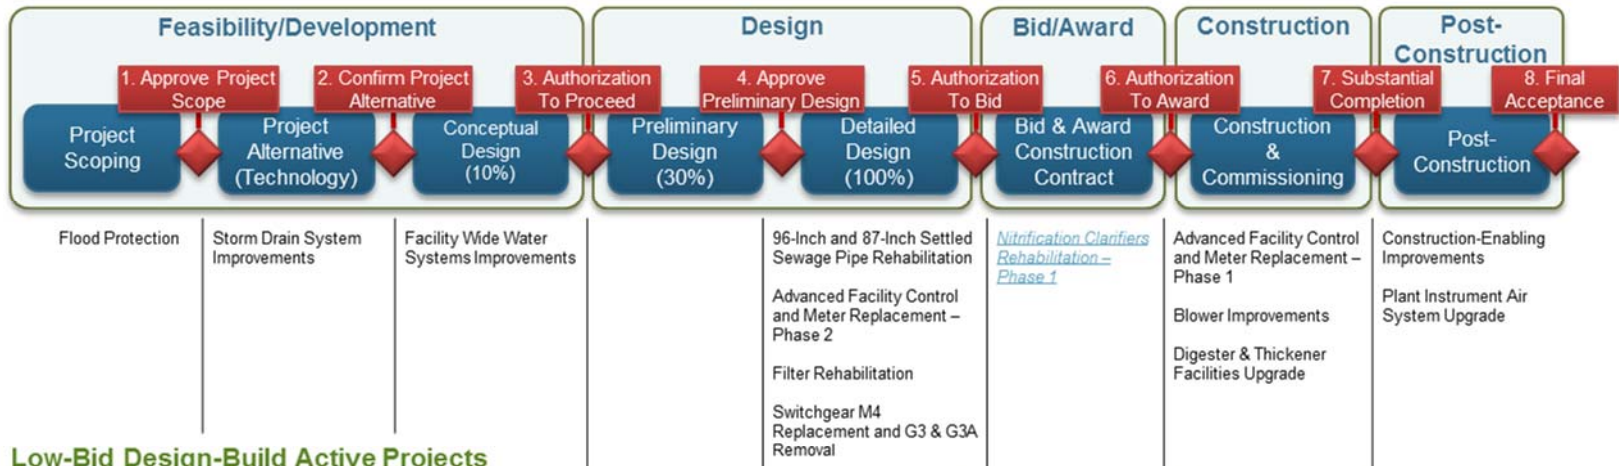 Feasibility/Development
Design
Bid/Award
Construction
Post-
Construction
1. Approve Project
Scope
2. Confirm Project
Alternative
3. Authorization
To Proceed
4. Approve
Preliminary Design
5. Authorization
To Bid
6. Authorization
To Award
7. Substantial
Completion
8. Final
Acceptance
Project
Scoping
Project
Alternative
(Technology)
Conceptual
Design
(10%)
Preliminary
Design
(30%)
Detailed
Design
(100%)
Bid & Award
Construction
Contract
Construction
&
Commissioning
Post-
Construction
Flood Protection
Storm Drain System
Improvements
Facility Wide Water
Systems Improvements
96-Inch and 87-Inch Settled
Sewage Pipe Rehabilitation
Advanced Facility Control
and Meter Replacement –
Phase 2
Filter Rehabilitation
Switchgear M4
Replacement and G3 & G3A
Removal
Nitrification Clarifiers
Rehabilitation –
Phase 1
Advanced Facility Control
and Meter Replacement –
Phase 1
Blower Improvements
Digester & Thickener
Facilities Upgrade
Construction-Enabling
Improvements
Plant Instrument Air
System Upgrade
Low-Bid Design-Build Active Projects